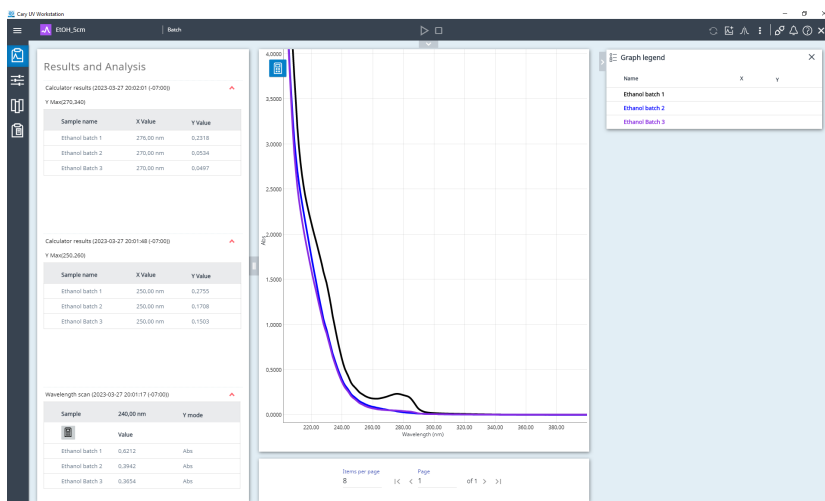 Cary UV Workstation
EtOH_5cm
Batch
Results and Analysis
Calculator results (2023-03-27 20:02:01 (-07:00))
Y Max(270,340)
Sample name X Value Y Value
Ethanol batch 1 276,00 nm 0,2318
Ethanol batch 2 270,00 nm 0,0534
Ethanol Batch 3 270,00 nm 0,0497
Calculator results (2023-03-27 20:01:48 (-07:00))
Y Max(250,260)
Sample name X Value Y Value
Ethanol batch 1 250,00 nm 0,2755
Ethanol batch 2 250,00 nm 0,1708
Ethanol Batch 3 250,00 nm 0,1503
Wavelength scan (2023-03-27 20:01:17 (-07:00))
Sample 240,00 nm Y mode
Value
Ethanol batch 1 0,6212 Abs
Ethanol batch 2 0,3942 Abs
Ethanol Batch 3 0,3654 Abs
4,0000
3,5000
3,0000
2,5000
2,0000
1,5000
1,0000
0,5000
0,0000
Abs
220,00 240,00 260,00 280,00 300,00 320,00 340,00 360,00 380,00
Wavelength (nm)
Items per page Page
8 1 of 1
Graph legend
Name X Y
Ethanol batch 1
Ethanol batch 2
Ethanol Batch 3